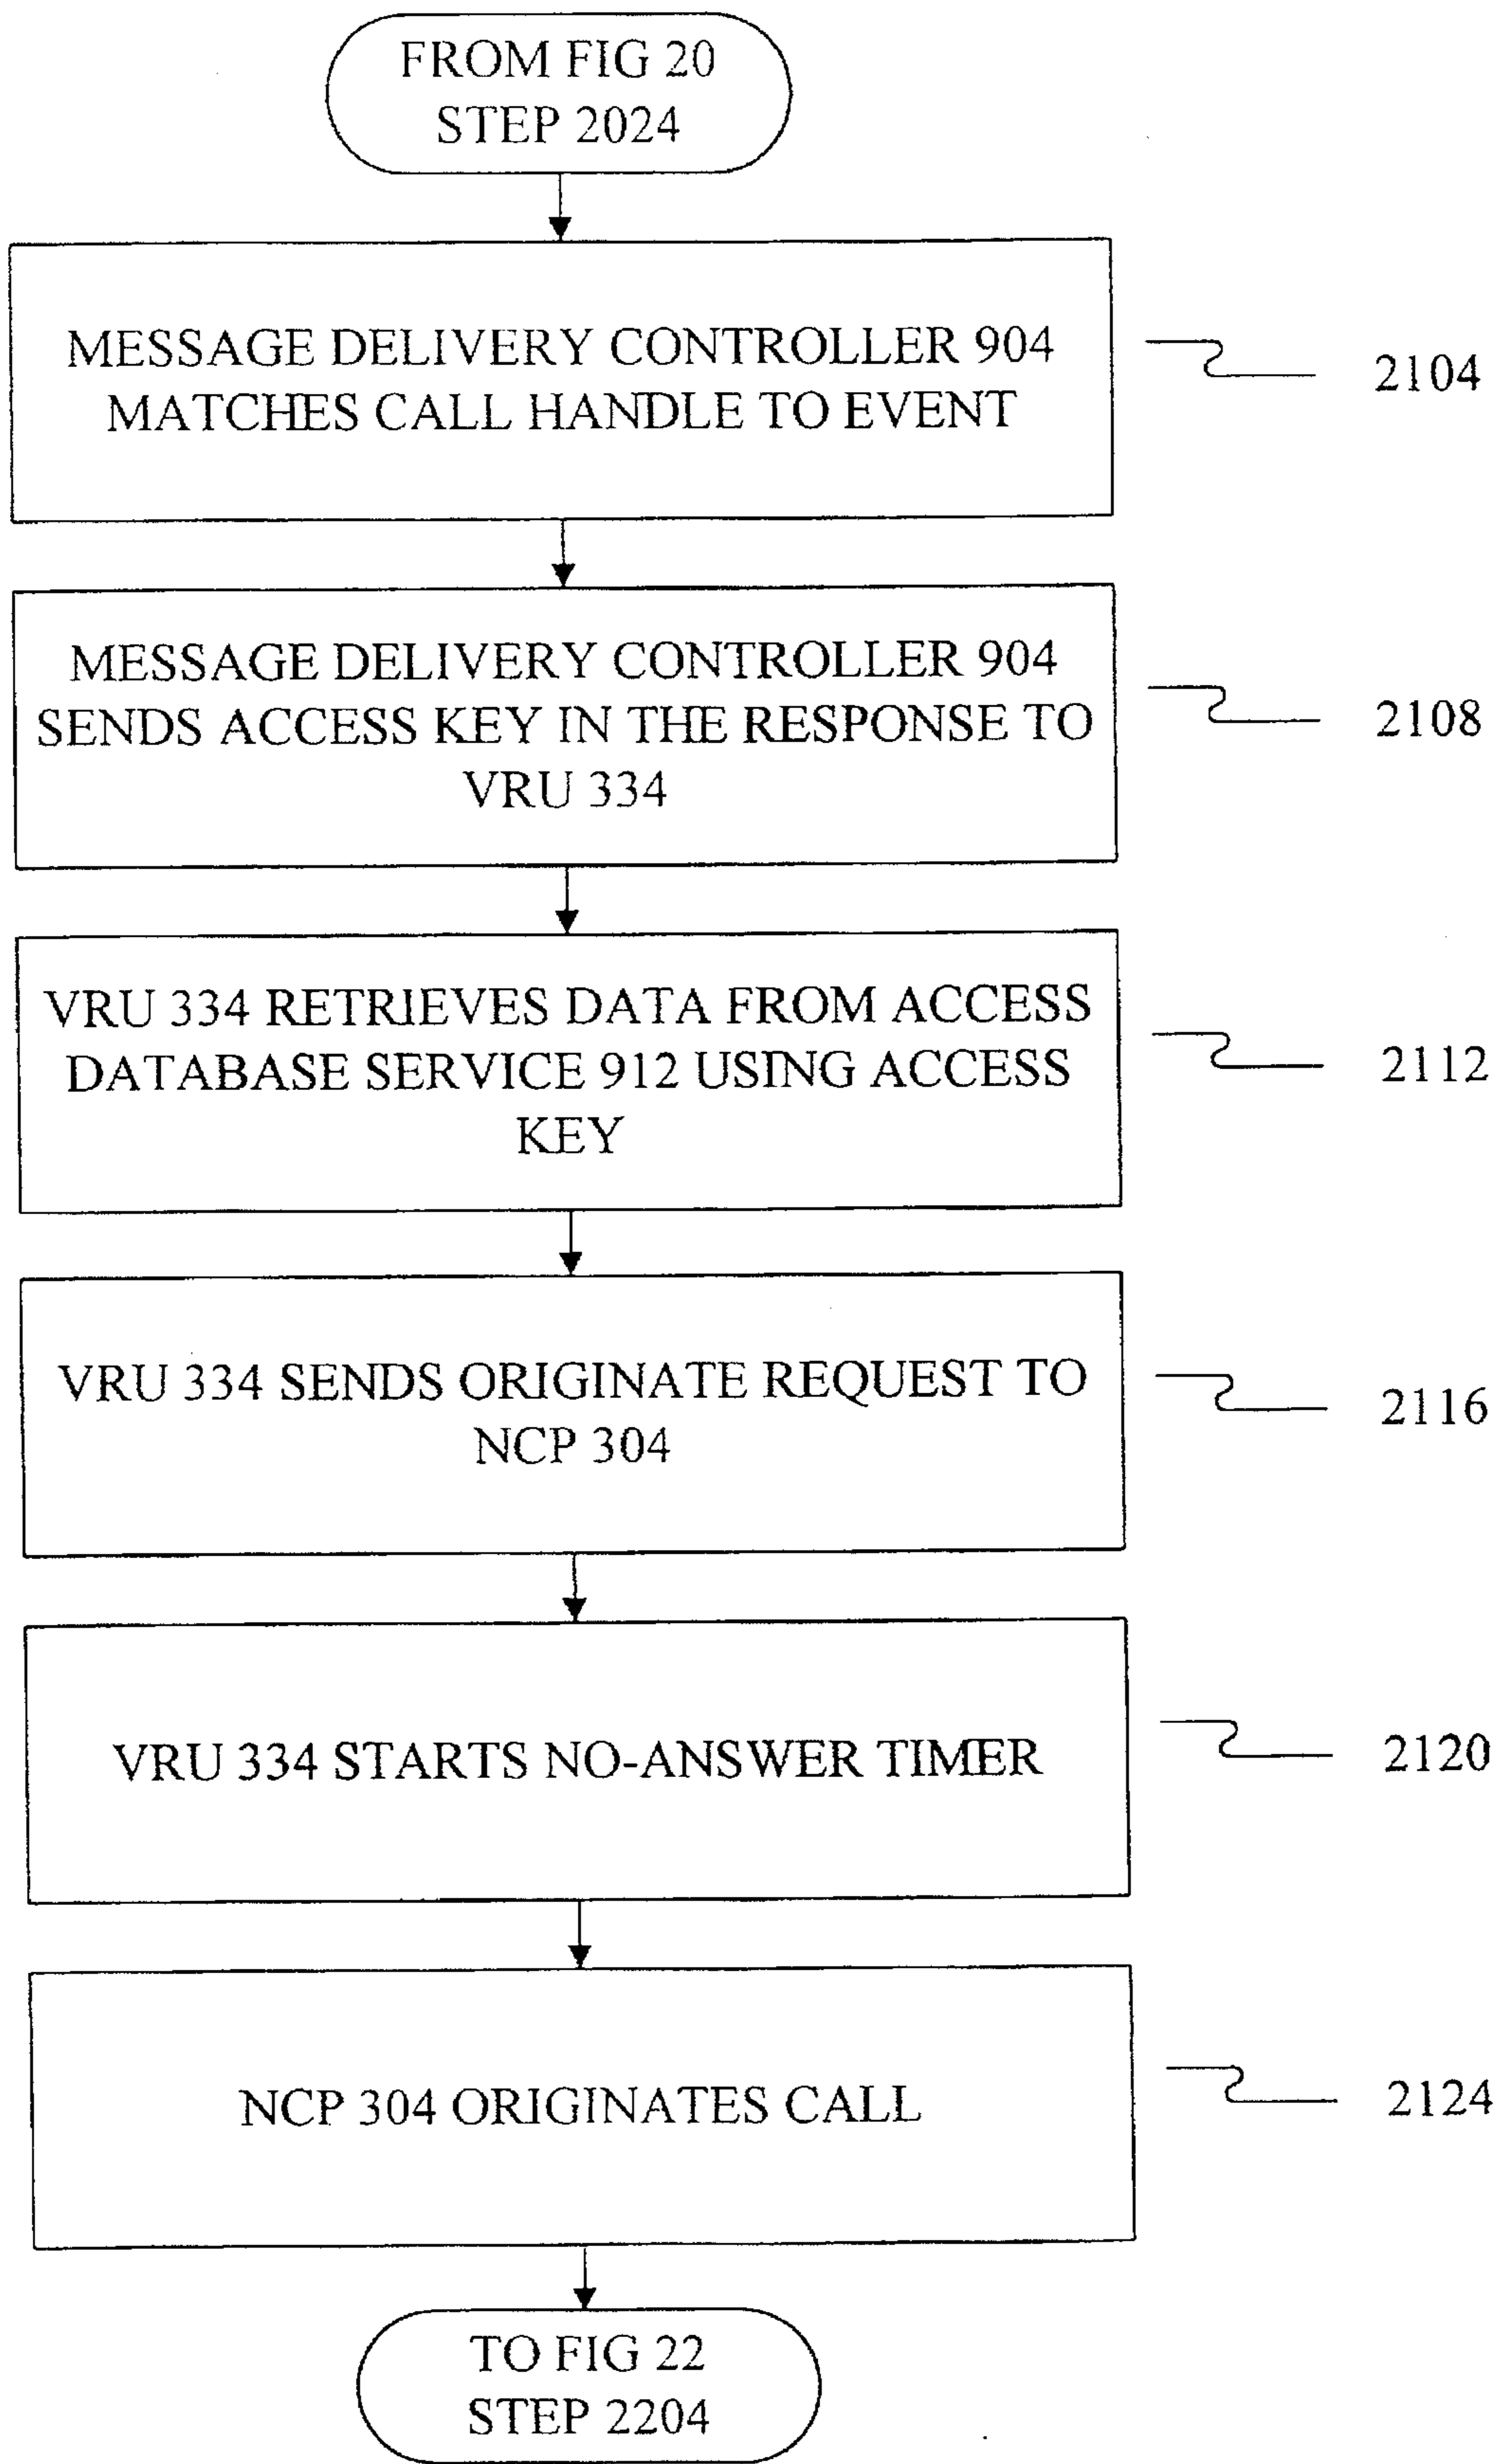 FROM FIG 20
STEP 2024
MESSAGE DELIVERY CONTROLLER 904
MATCHES CALL HANDLE TO EVENT
2104
MESSAGE DELIVERY CONTROLLER 904
SENDS ACCESS KEY IN THE RESPONSE TO
VRU 334
2108
VRU 334 RETRIEVES DATA FROM ACCESS
DATABASE SERVICE 912 USING ACCESS
KEY
2112
VRU 334 SENDS ORIGINATE REQUEST TO
NCP 304
2116
VRU 334 STARTS NO-ANSWER TIMER
2120
NCP 304 ORIGINATES CALL
2124
TO FIG 22
STEP 2204